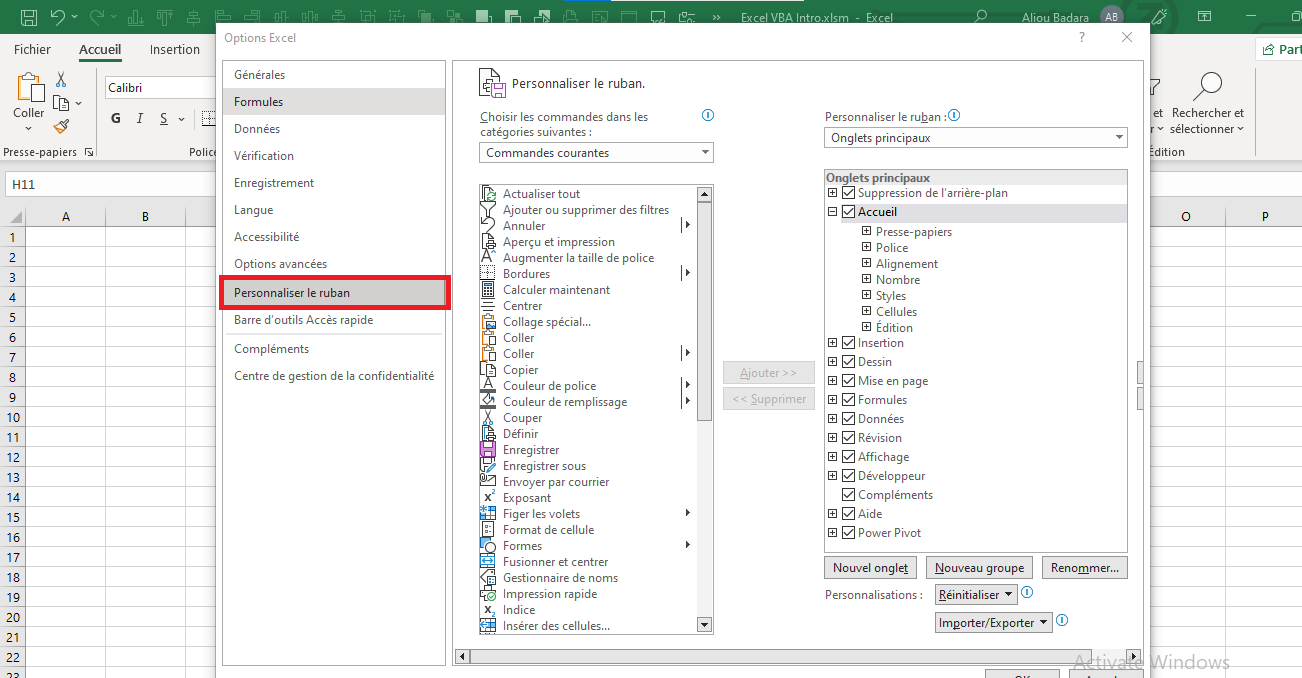 Excel VBA Intro.xlsm - Excel
Aliou Badara
AB
Fichier
Accueil
Insertion
Part
Options Excel
?
Coller
Calibri
G I S
Presse-papiers
Police
H11
A
B
O
P
1
2
3
4
5
6
7
8
9
10
11
12
13
14
15
16
17
18
19
20
21
22
23
Générales
Formules
Données
Vérification
Enregistrement
Langue
Accessibilité
Options avancées
Personnaliser le ruban
Barre d'outils Accès rapide
Compléments
Centre de gestion de la confidentialité
Personnaliser le ruban.
Choisir les commandes dans les
catégories suivantes :
Commandes courantes
Actualiser tout
Ajouter ou supprimer des filtres
Annuler
Aperçu et impression
Augmenter la taille de police
Bordures
Calculer maintenant
Centrer
Collage spécial...
Coller
Coller
Copier
Couleur de police
Couleur de remplissage
Couper
Définir
Enregistrer
Enregistrer sous
Envoyer par courrier
Exposant
Figer les volets
Format de cellule
Formes
Fusionner et centrer
Gestionnaire de noms
Impression rapide
Indice
Insérer des cellules...
Ajouter >>
<< Supprimer
Personnaliser le ruban :
Onglets principaux
Onglets principaux
Suppression de l'arrière-plan
Accueil
Presse-papiers
Police
Alignement
Nombre
Styles
Cellules
Édition
Insertion
Dessin
Mise en page
Formules
Données
Révision
Affichage
Développeur
Compléments
Aide
Power Pivot
Nouvel onglet
Nouveau groupe
Renommer...
Personnalisations :
Réinitialiser
Importer/Exporter
et
Rechercher et
sélectionner
Édition
Activate Windows